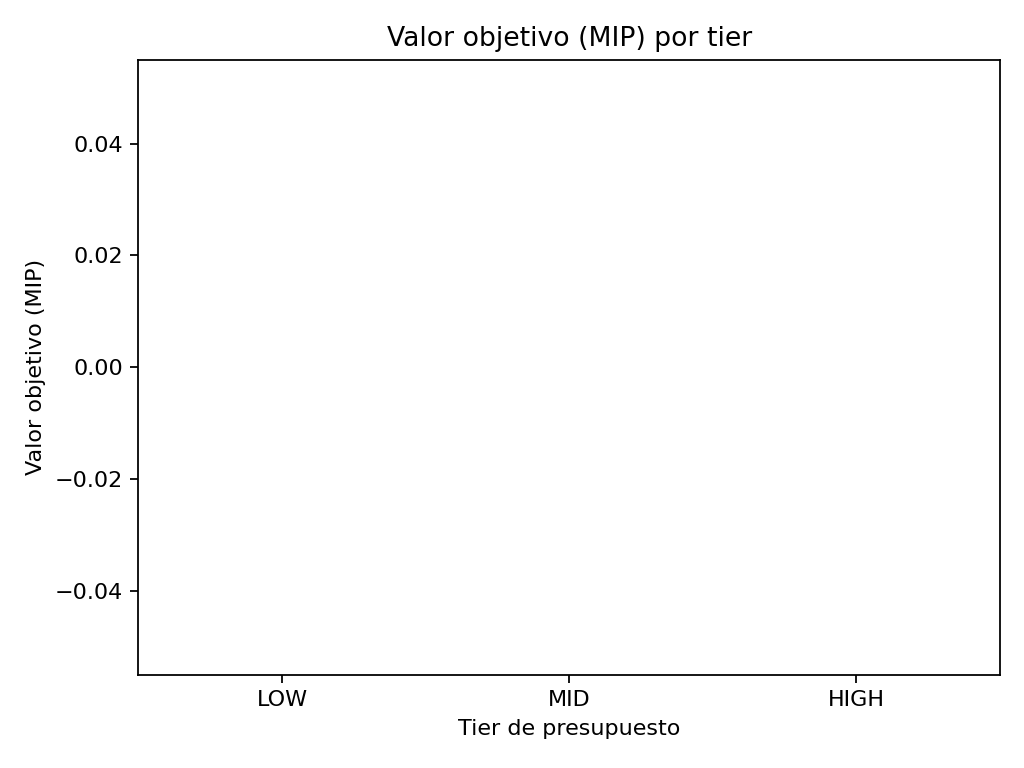 Valor objetivo (MIP) por tier
Valor objetivo (MIP)
0.04
0.02
0.00
−0.02
−0.04
LOW MID HIGH
Tier de presupuesto